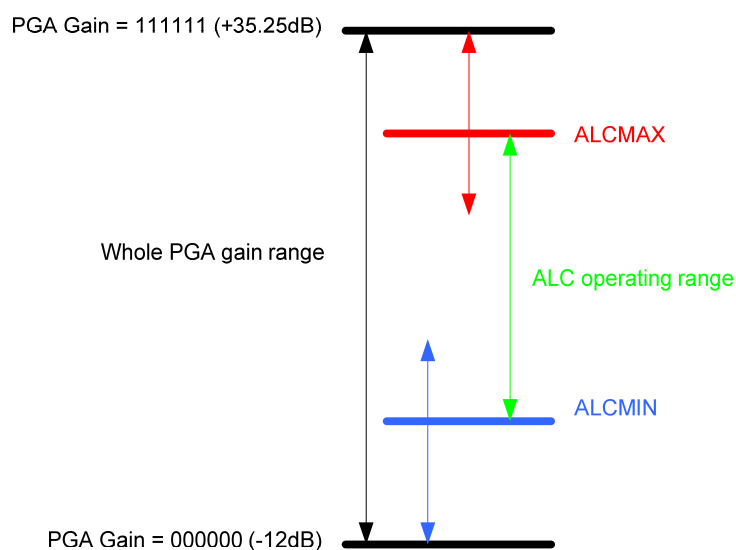 PGA Gain = 111111 (+35.25dB)
ALCMAX
Whole PGA gain range
ALC operating range
ALCMIN
PGA Gain = 000000 (-12dB)